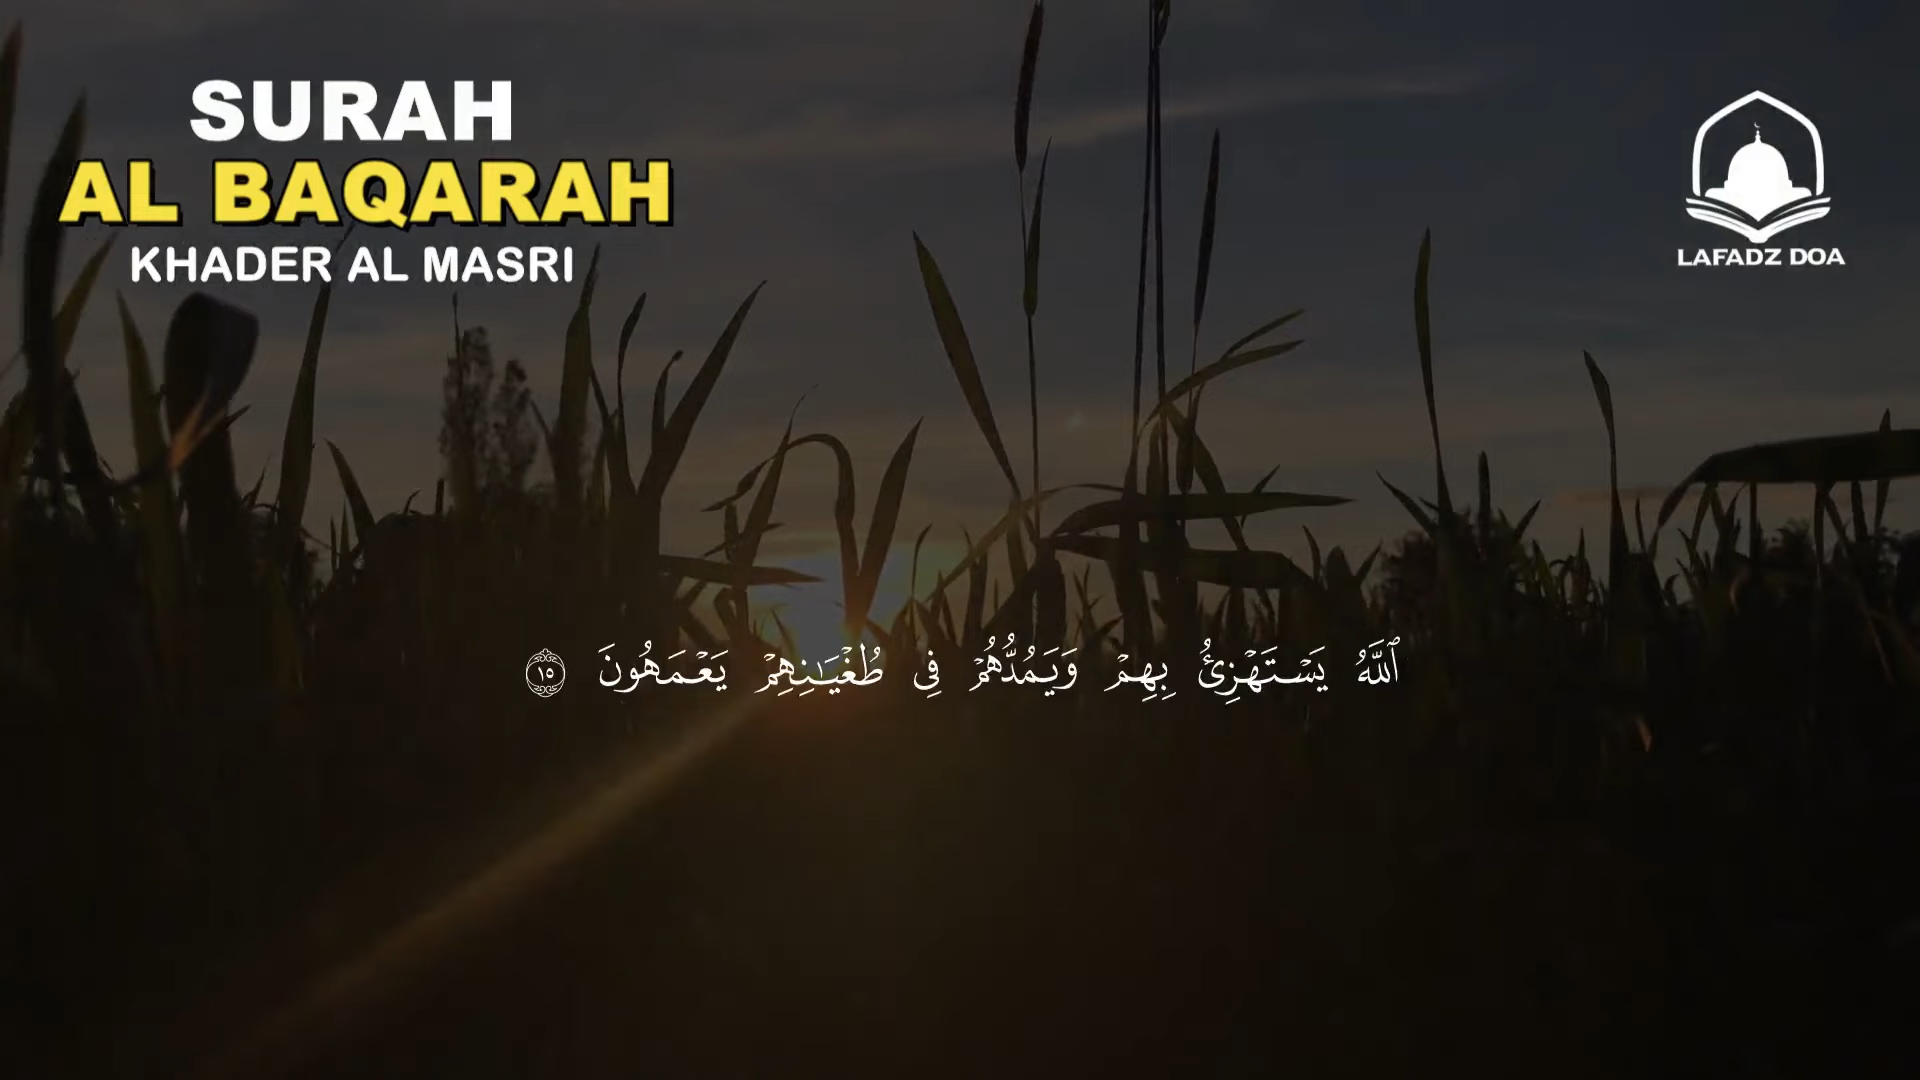 SURAH
AL BAQARAH
KHADER AL MASRI
LAFADZ DOA
ٱللَّهُ يَسْتَهْزِئُ بِهِمْ وَيَمُدُّهُمْ فِى طُغْيَـٰنِهِمْ يَعْمَهُونَ ١٥